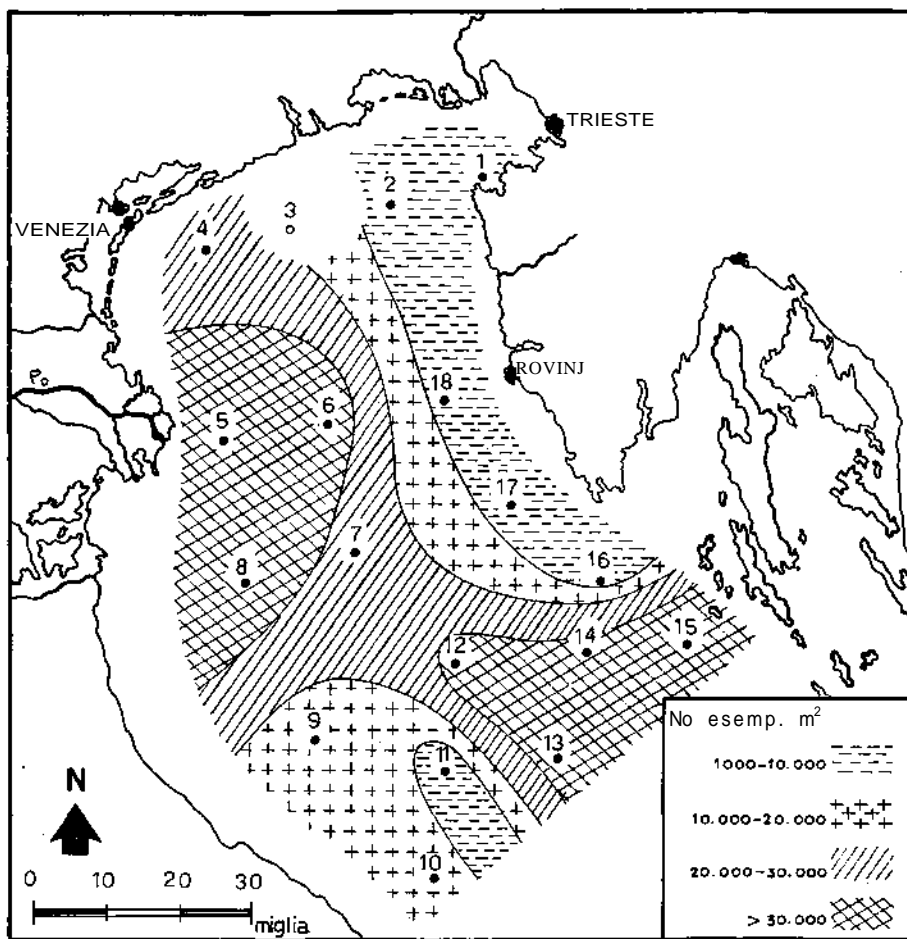 TRIESTE
1
2
3
4
VENEZIA
ROVINJ
Po
18
5
6
17
7
8
16
14
15
12
9
13
11
10
N
0 10 20 30
miglia
No esemp. m²
1000–10.000
10.000–20.000
20.000–30.000
> 30.000